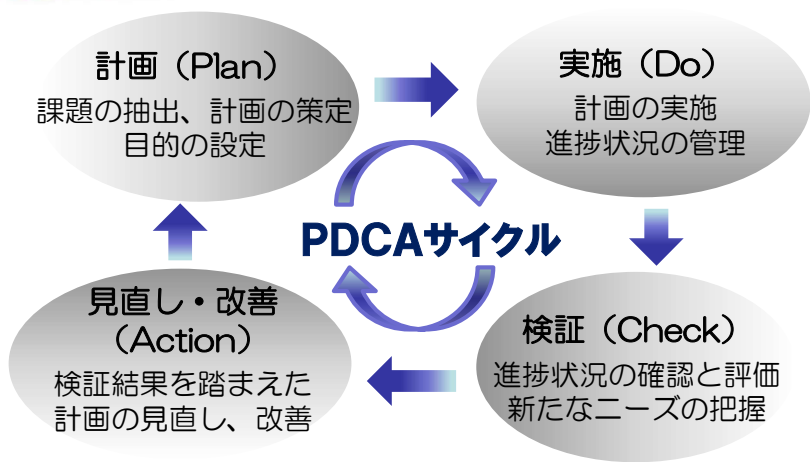 計画（Plan）
課題の抽出、計画の策定
目的の設定
実施（Do）
計画の実施
進捗状況の管理
PDCAサイクル
見直し・改善
（Action）
検証結果を踏まえた
計画の見直し、改善
検証（Check）
進捗状況の確認と評価
新たなニーズの把握